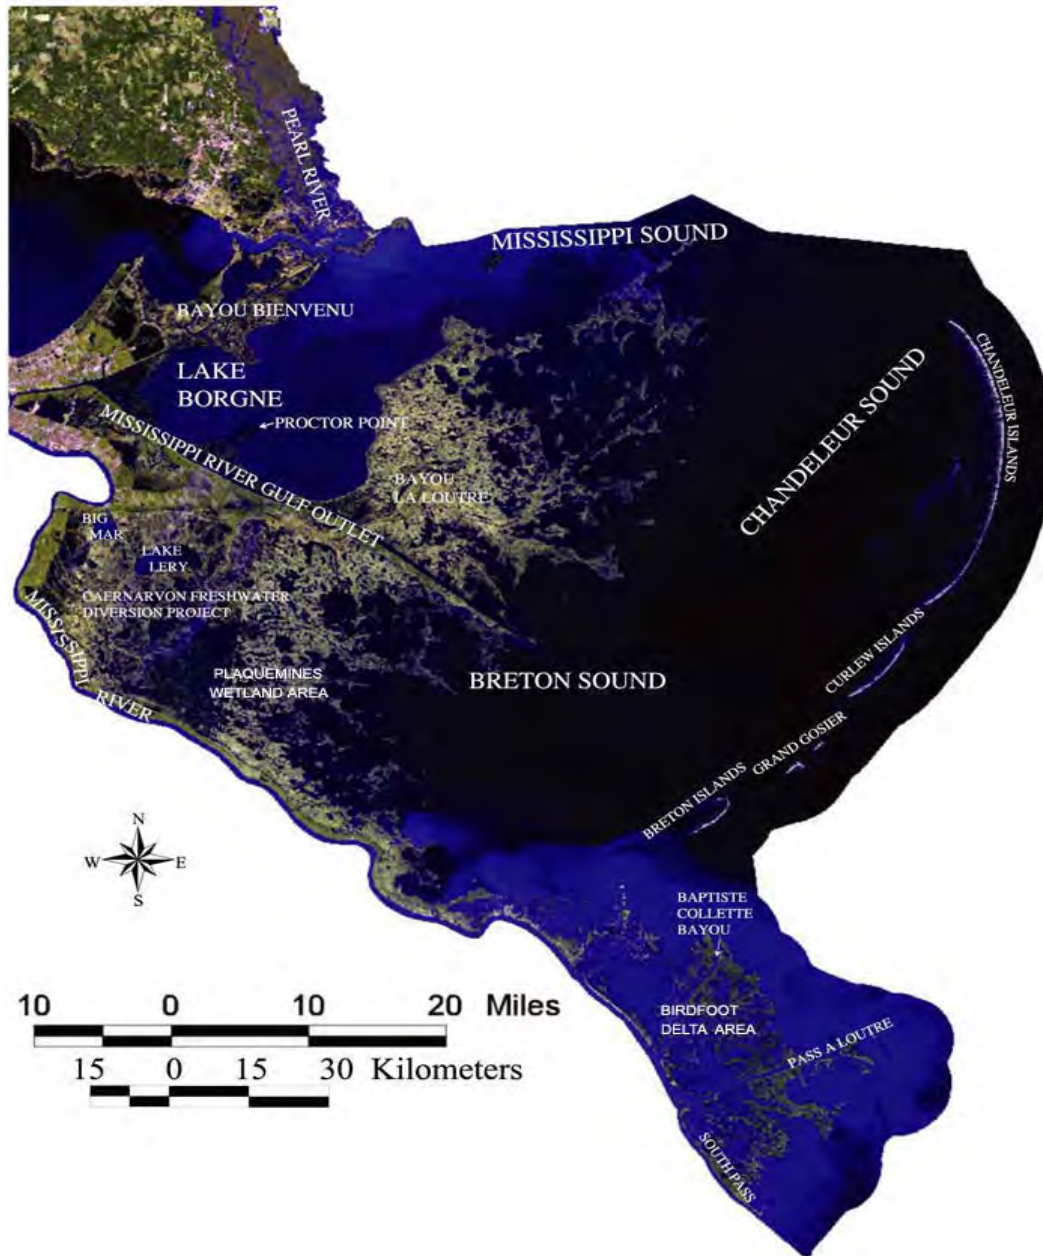 PEARL RIVER
MISSISSIPPI SOUND
BAYOU BIENVENU
LAKE
BORGNE
PROCTOR POINT
MISSISSIPPI RIVER GULF OUTLET
BAYOU
LA LOUTRE
CHANDELEUR SOUND
CHANDELEUR ISLANDS
BIG
MAR
LAKE
LERY
CAERNARVON FRESHWATER
DIVERSION PROJECT
MISSISSIPPI RIVER
PLAQUEMINES
WETLAND AREA
BRETON SOUND
CURLEW ISLANDS
GRAND GOSIER
BRETON ISLANDS
N
W E
S
BAPTISTE
COLLETTE
BAYOU
BIRDFOOT
DELTA AREA
PASS A LOUTRE
SOUTH PASS
10 0 10 20 Miles
15 0 15 30 Kilometers